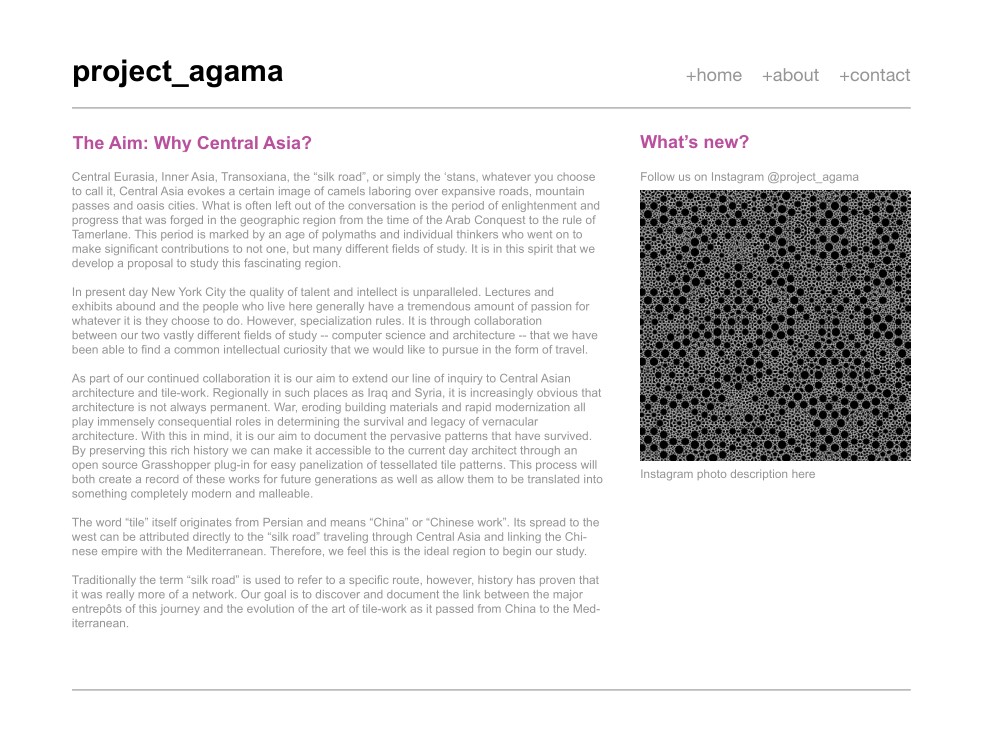 project_agama
+home +about +contact
The Aim: Why Central Asia?
Central Eurasia, Inner Asia, Transoxiana, the “silk road”, or simply the ‘stans, whatever you choose
to call it, Central Asia evokes a certain image of camels laboring over expansive roads, mountain
passes and oasis cities. What is often left out of the conversation is the period of enlightenment and
progress that was forged in the geographic region from the time of the Arab Conquest to the rule of
Tamerlane. This period is marked by an age of polymaths and individual thinkers who went on to
make significant contributions to not one, but many different fields of study. It is in this spirit that we
develop a proposal to study this fascinating region.
In present day New York City the quality of talent and intellect is unparalleled. Lectures and
exhibits abound and the people who live here generally have a tremendous amount of passion for
whatever it is they choose to do. However, specialization rules. It is through collaboration
between our two vastly different fields of study -- computer science and architecture -- that we have
been able to find a common intellectual curiosity that we would like to pursue in the form of travel.
As part of our continued collaboration it is our aim to extend our line of inquiry to Central Asian
architecture and tile-work. Regionally in such places as Iraq and Syria, it is increasingly obvious that
architecture is not always permanent. War, eroding building materials and rapid modernization all
play immensely consequential roles in determining the survival and legacy of vernacular
architecture. With this in mind, it is our aim to document the pervasive patterns that have survived.
By preserving this rich history we can make it accessible to the current day architect through an
open source Grasshopper plug-in for easy panelization of tessellated tile patterns. This process will
both create a record of these works for future generations as well as allow them to be translated into
something completely modern and malleable.
The word “tile” itself originates from Persian and means “China” or “Chinese work”. Its spread to the
west can be attributed directly to the “silk road” traveling through Central Asia and linking the Chi-
nese empire with the Mediterranean. Therefore, we feel this is the ideal region to begin our study.
Traditionally the term “silk road” is used to refer to a specific route, however, history has proven that
it was really more of a network. Our goal is to discover and document the link between the major
entrepôts of this journey and the evolution of the art of tile-work as it passed from China to the Med-
iterranean.
What’s new?
Follow us on Instagram @project_agama
Instagram photo description here